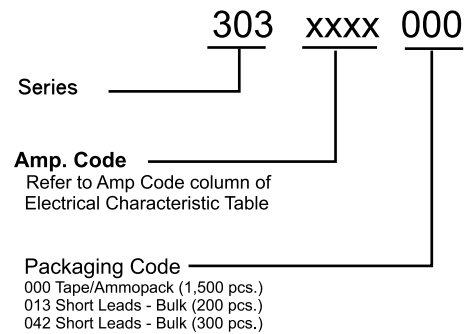 303 xxxx 000
Series
Amp. Code
Refer to Amp Code column of
Electrical Characteristic Table
Packaging Code
000 Tape/Ammopack (1,500 pcs.)
013 Short Leads - Bulk (200 pcs.)
042 Short Leads - Bulk (300 pcs.)